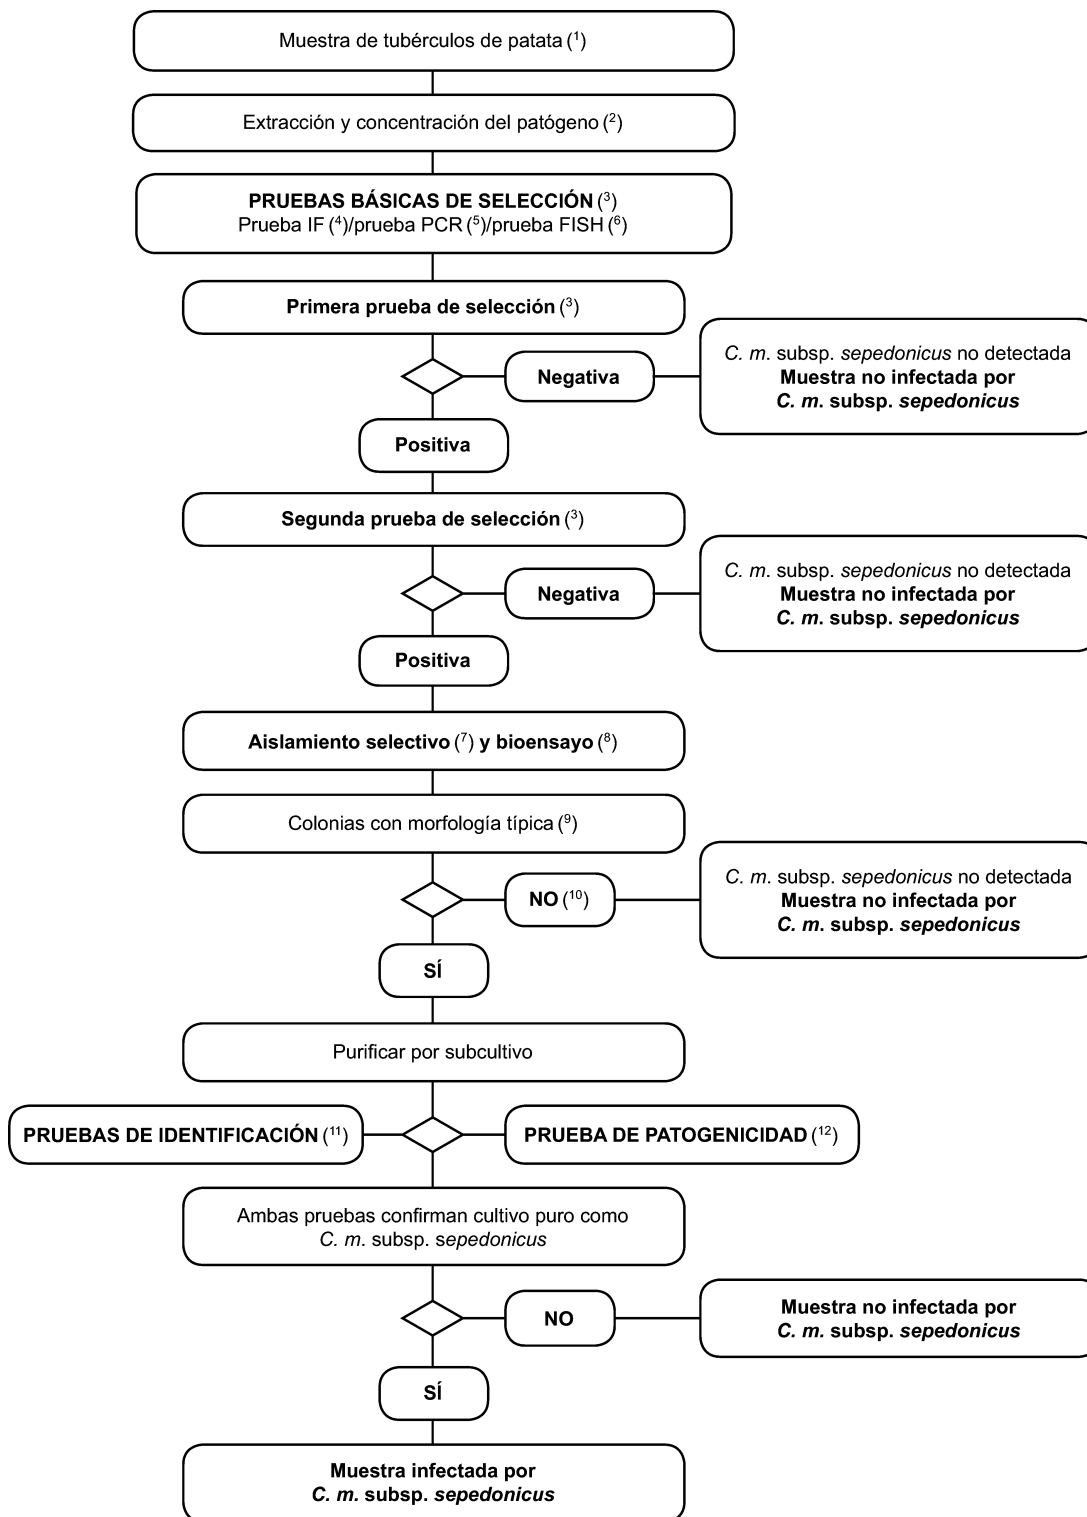 Muestra de tubérculos de patata (¹)
Extracción y concentración del patógeno (²)
PRUEBAS BÁSICAS DE SELECCIÓN (³)
Prueba IF (⁴)/prueba PCR (⁵)/prueba FISH (⁶)
Primera prueba de selección (³)
Negativa
C. m. subsp. sepedonicus no detectada
Muestra no infectada por
C. m. subsp. sepedonicus
Positiva
Segunda prueba de selección (³)
Negativa
C. m. subsp. sepedonicus no detectada
Muestra no infectada por
C. m. subsp. sepedonicus
Positiva
Aislamiento selectivo (⁷) y bioensayo (⁸)
Colonias con morfología típica (⁹)
NO (¹⁰)
C. m. subsp. sepedonicus no detectada
Muestra no infectada por
C. m. subsp. sepedonicus
SÍ
Purificar por subcultivo
PRUEBAS DE IDENTIFICACIÓN (¹¹)
PRUEBA DE PATOGENICIDAD (¹²)
Ambas pruebas confirman cultivo puro como
C. m. subsp. sepedonicus
NO
Muestra no infectada por
C. m. subsp. sepedonicus
SÍ
Muestra infectada por
C. m. subsp. sepedonicus